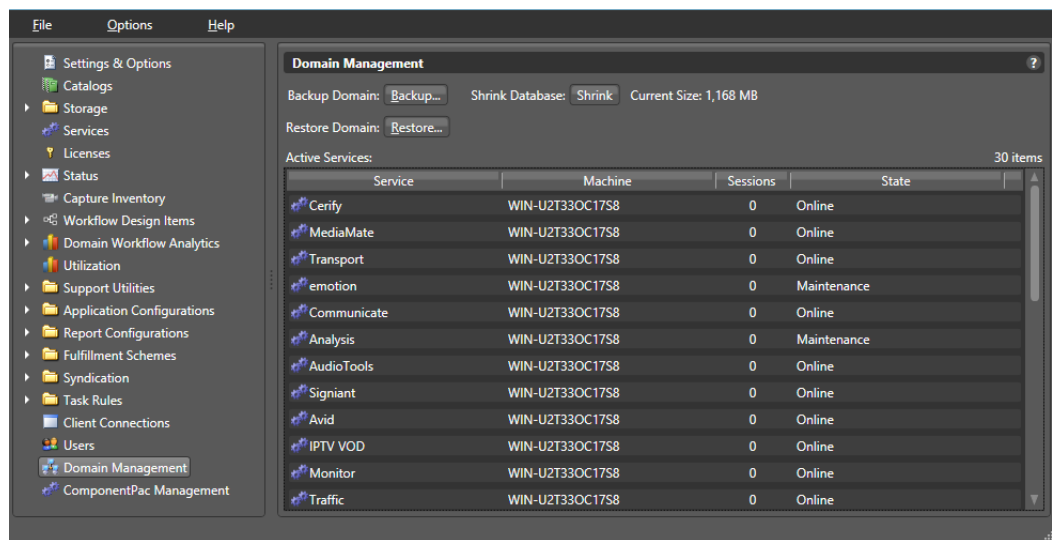 File Options Help
Settings & Options
Catalogs
Storage
Services
Licenses
Status
Capture Inventory
Workflow Design Items
Domain Workflow Analytics
Utilization
Support Utilities
Application Configurations
Report Configurations
Fulfillment Schemes
Syndication
Task Rules
Client Connections
Users
Domain Management
ComponentPac Management
Domain Management ?
Backup Domain: Backup... Shrink Database: Shrink Current Size: 1,168 MB
Restore Domain: Restore...
Active Services: 30 items
Service Machine Sessions State
Cerify WIN-U2T33OC17S8 0 Online
MediaMate WIN-U2T33OC17S8 0 Online
Transport WIN-U2T33OC17S8 0 Online
emotion WIN-U2T33OC17S8 0 Maintenance
Communicate WIN-U2T33OC17S8 0 Online
Analysis WIN-U2T33OC17S8 0 Maintenance
AudioTools WIN-U2T33OC17S8 0 Online
Signiant WIN-U2T33OC17S8 0 Online
Avid WIN-U2T33OC17S8 0 Online
IPTV VOD WIN-U2T33OC17S8 0 Online
Monitor WIN-U2T33OC17S8 0 Online
Traffic WIN-U2T33OC17S8 0 Online